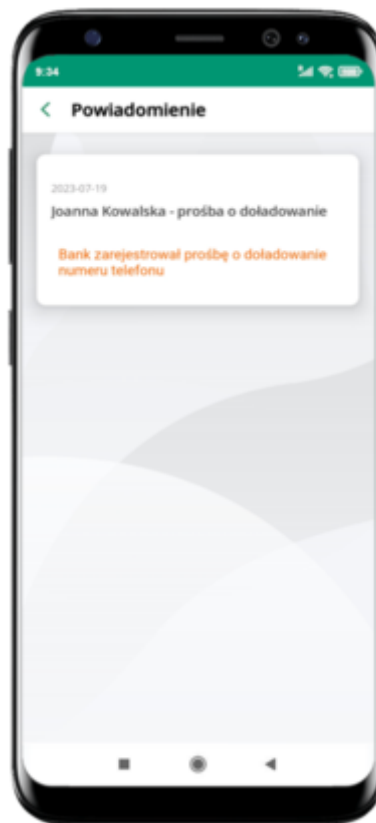 9:34
Powiadomienie
2023-07-19
Joanna Kowalska - prośba o doładowanie
Bank zarejestrował prośbę o doładowanie
numeru telefonu